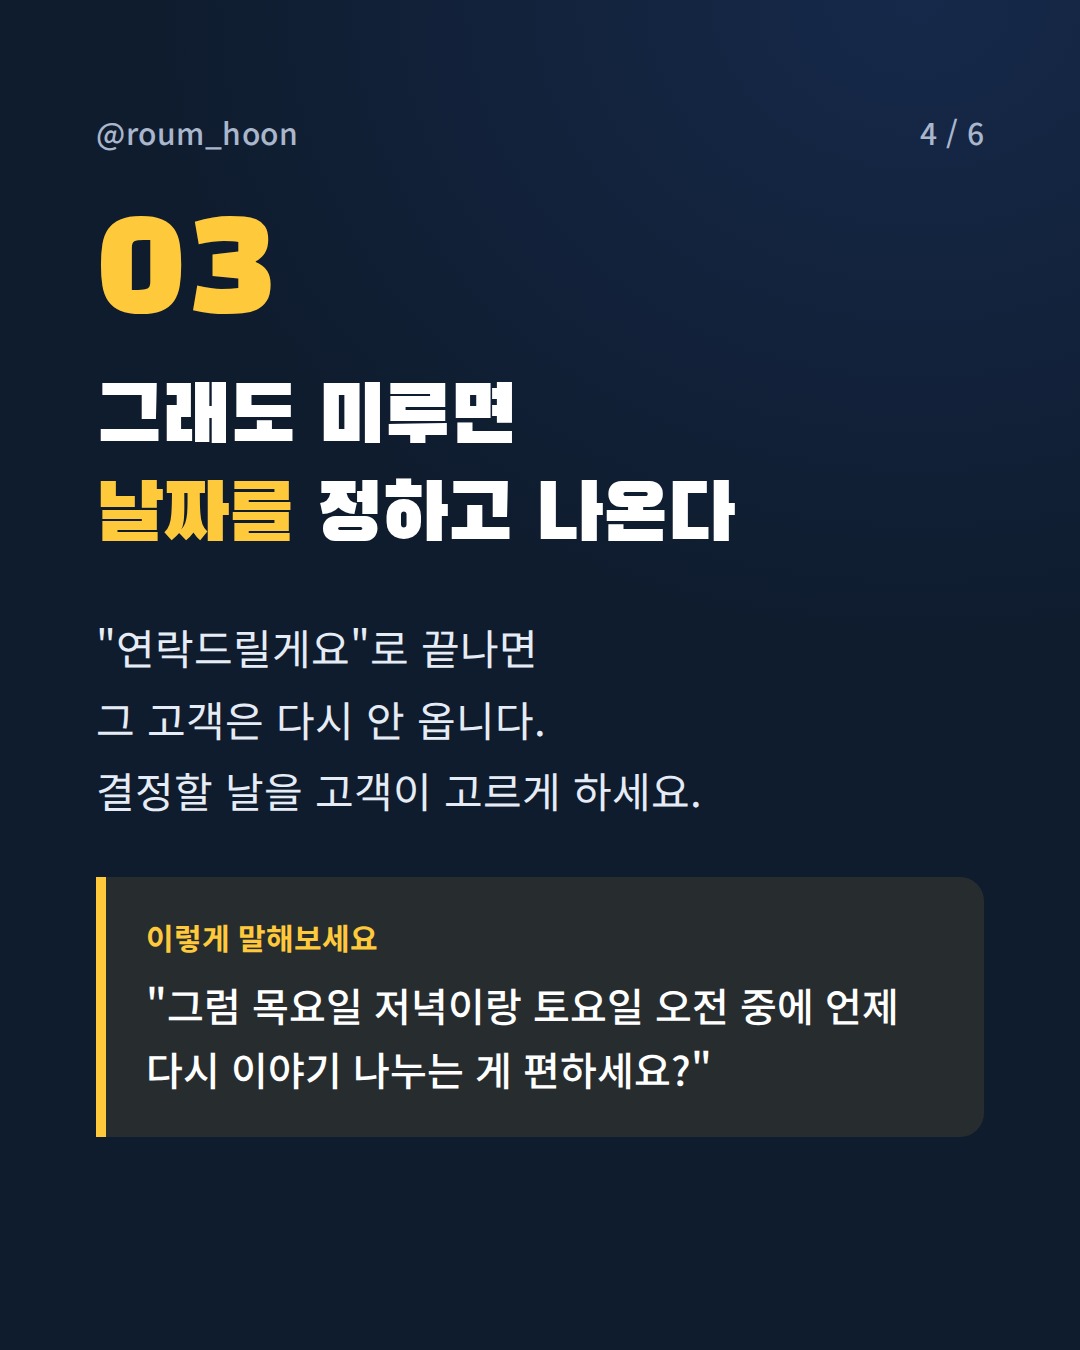 @roum_hoon
4 / 6
03
그래도 미루면
날짜를 정하고 나온다
"연락드릴게요"로 끝나면
그 고객은 다시 안 옵니다.
결정할 날을 고객이 고르게 하세요.
이렇게 말해보세요
"그럼 목요일 저녁이랑 토요일 오전 중에 언제
다시 이야기 나누는 게 편하세요?"